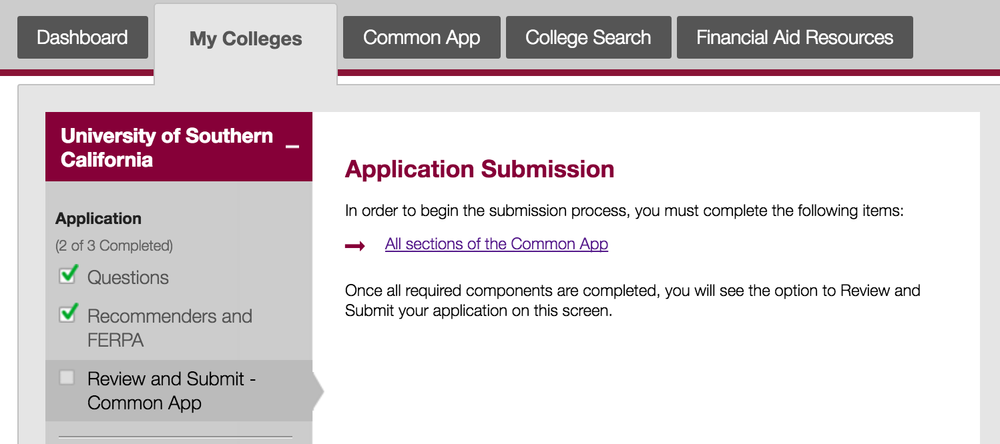 Dashboard
My Colleges
Common App
College Search
Financial Aid Resources
University of Southern
California
Application
(2 of 3 Completed)
Questions
Recommenders and
FERPA
Review and Submit -
Common App
Application Submission
In order to begin the submission process, you must complete the following items:
All sections of the Common App
Once all required components are completed, you will see the option to Review and
Submit your application on this screen.